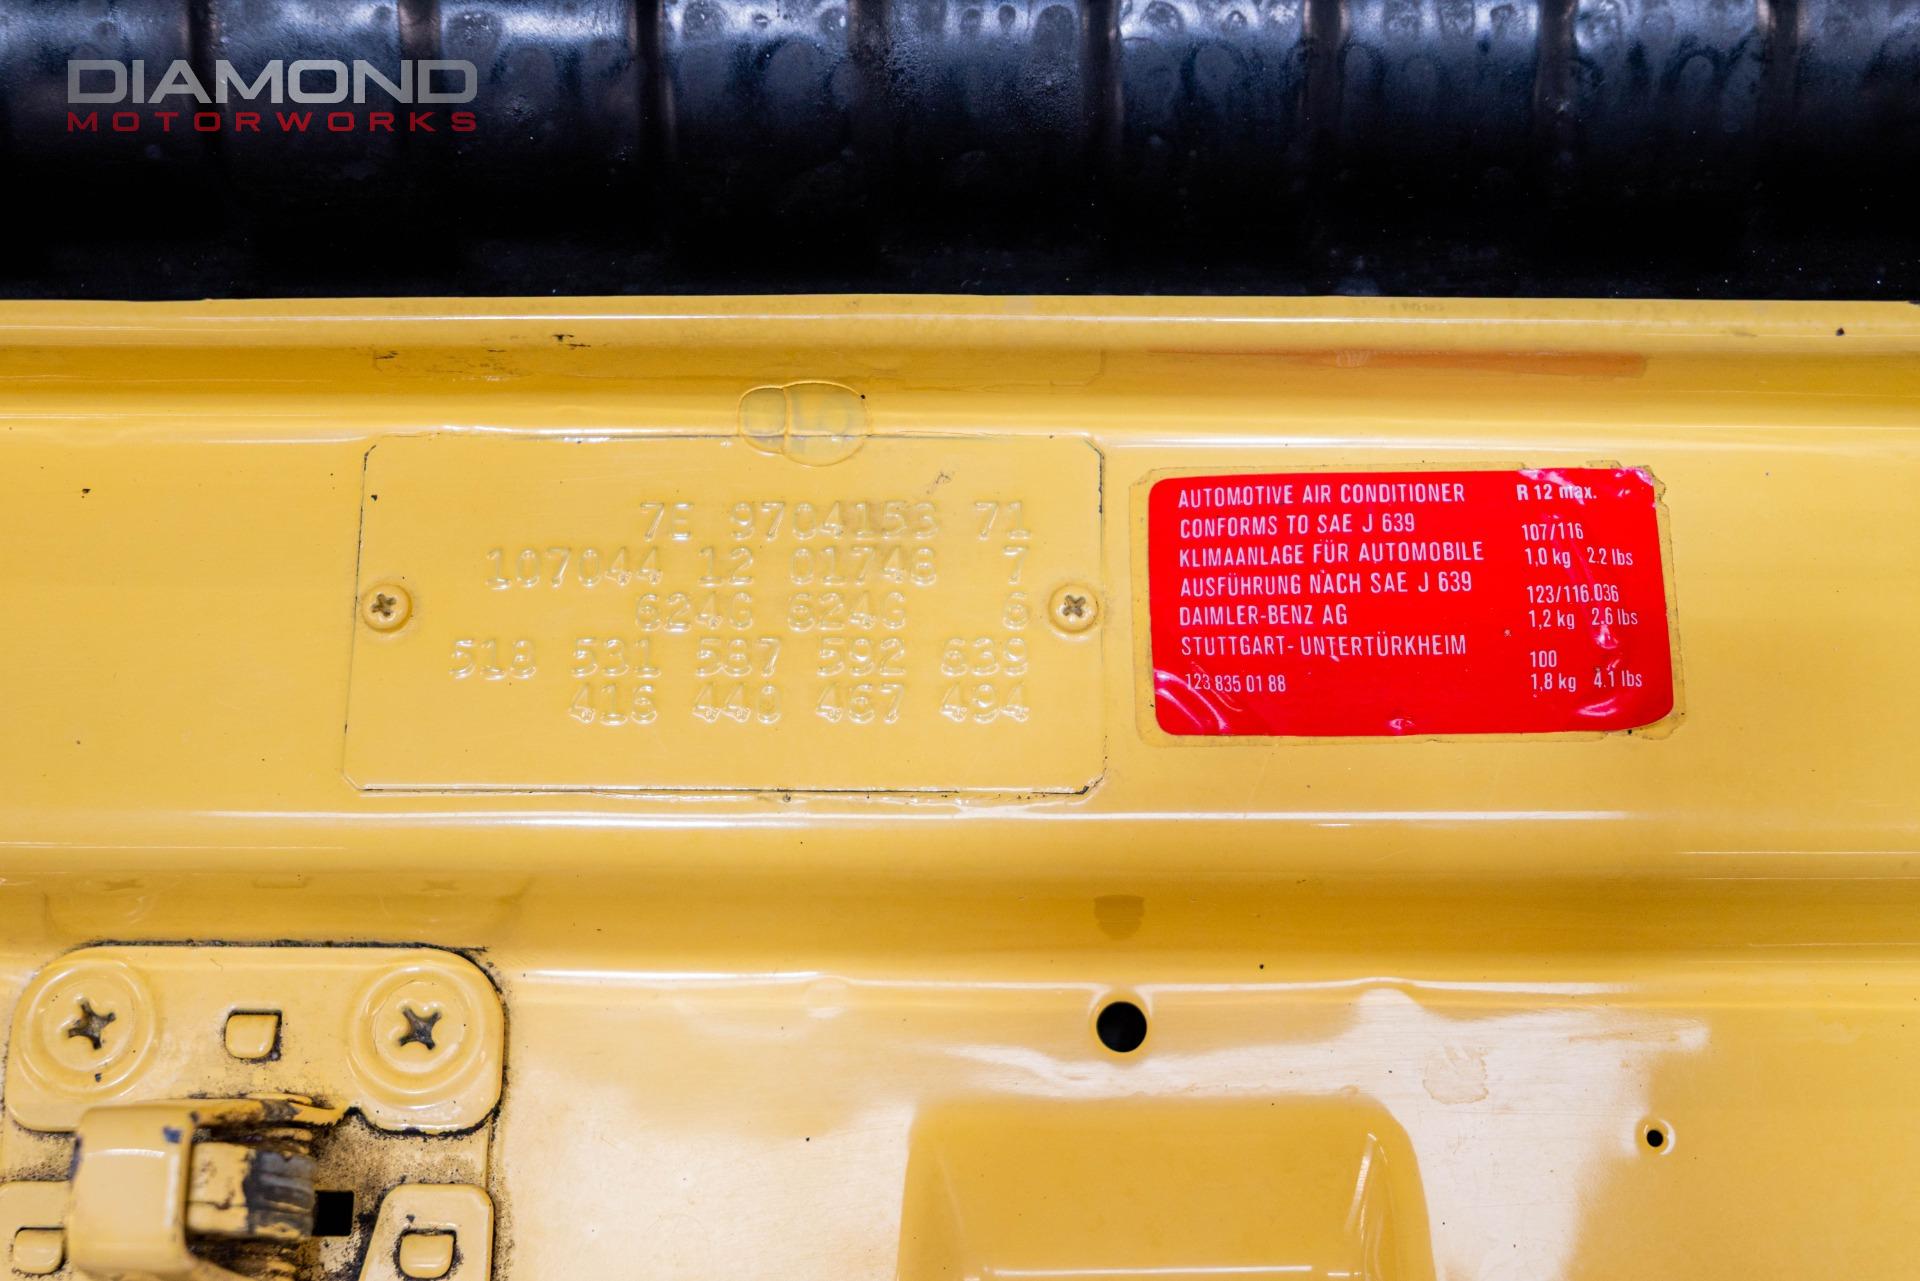 DIAMOND
MOTORWORKS
7E 9704153 71
107044 12 01748 7
624G 624G 6
518 531 587 592 639
416 440 467 494
AUTOMOTIVE AIR CONDITIONER
CONFORMS TO SAE J 639
KLIMAANLAGE FÜR AUTOMOBILE
AUSFÜHRUNG NACH SAE J 639
DAIMLER-BENZ AG
STUTTGART-UNTERTÜRKHEIM
123 835 01 88
R 12 max.
107/116
1,0 kg 2.2 lbs
123/116.036
1,2 kg 2.6 lbs
100
1,8 kg 4.1 lbs